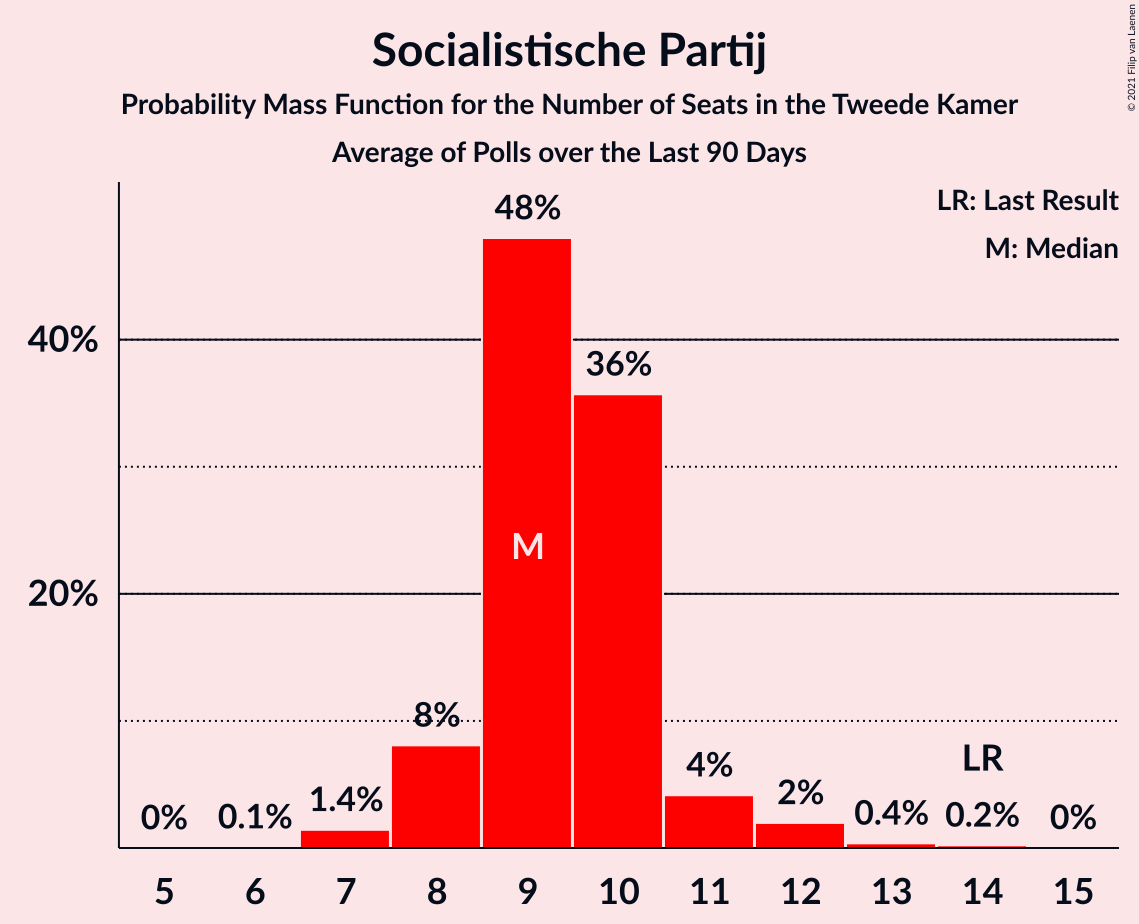 Socialistische Partij
Probability Mass Function for the Number of Seats in the Tweede Kamer
Average of Polls over the Last 90 Days
© 2021 Filip van Laenen
LR: Last Result
M: Median
48%
40%
36%
M
20%
8%
LR
4%
2%
1.4%
0.4%
0.2%
0%
0.1%
0%
5 6 7 8 9 10 11 12 13 14 15